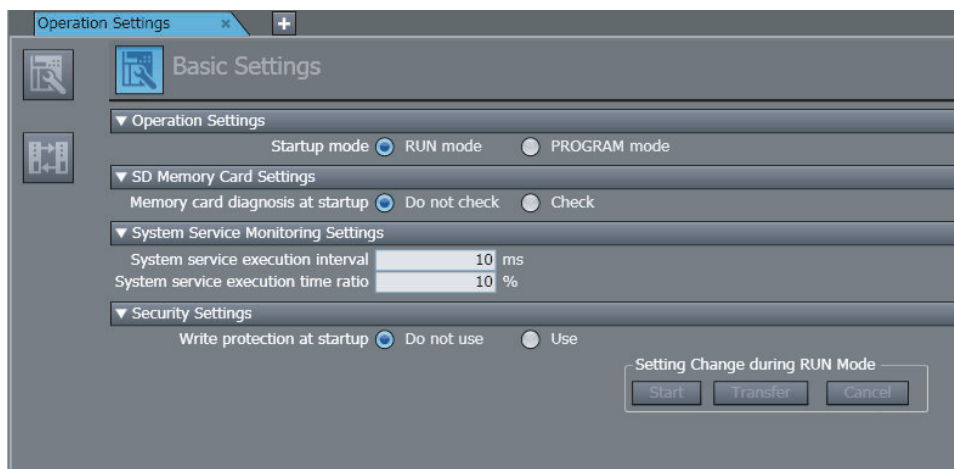 Operation Settings
Basic Settings
Operation Settings
Startup mode RUN mode PROGRAM mode
SD Memory Card Settings
Memory card diagnosis at startup Do not check Check
System Service Monitoring Settings
System service execution interval 10 ms
System service execution time ratio 10 %
Security Settings
Write protection at startup Do not use Use
Setting Change during RUN Mode
Start Transfer Cancel